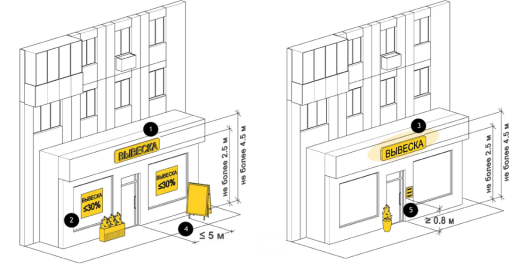 1
ВЫВЕСКА
ВЫВЕСКА
≤30%
ВЫВЕСКА
≤30%
2
4
≤ 5 м
не более 2.5 м
не более 4.5 м
3
ВЫВЕСКА
5
≥ 0.8 м
не более 2.5 м
не более 4.5 м